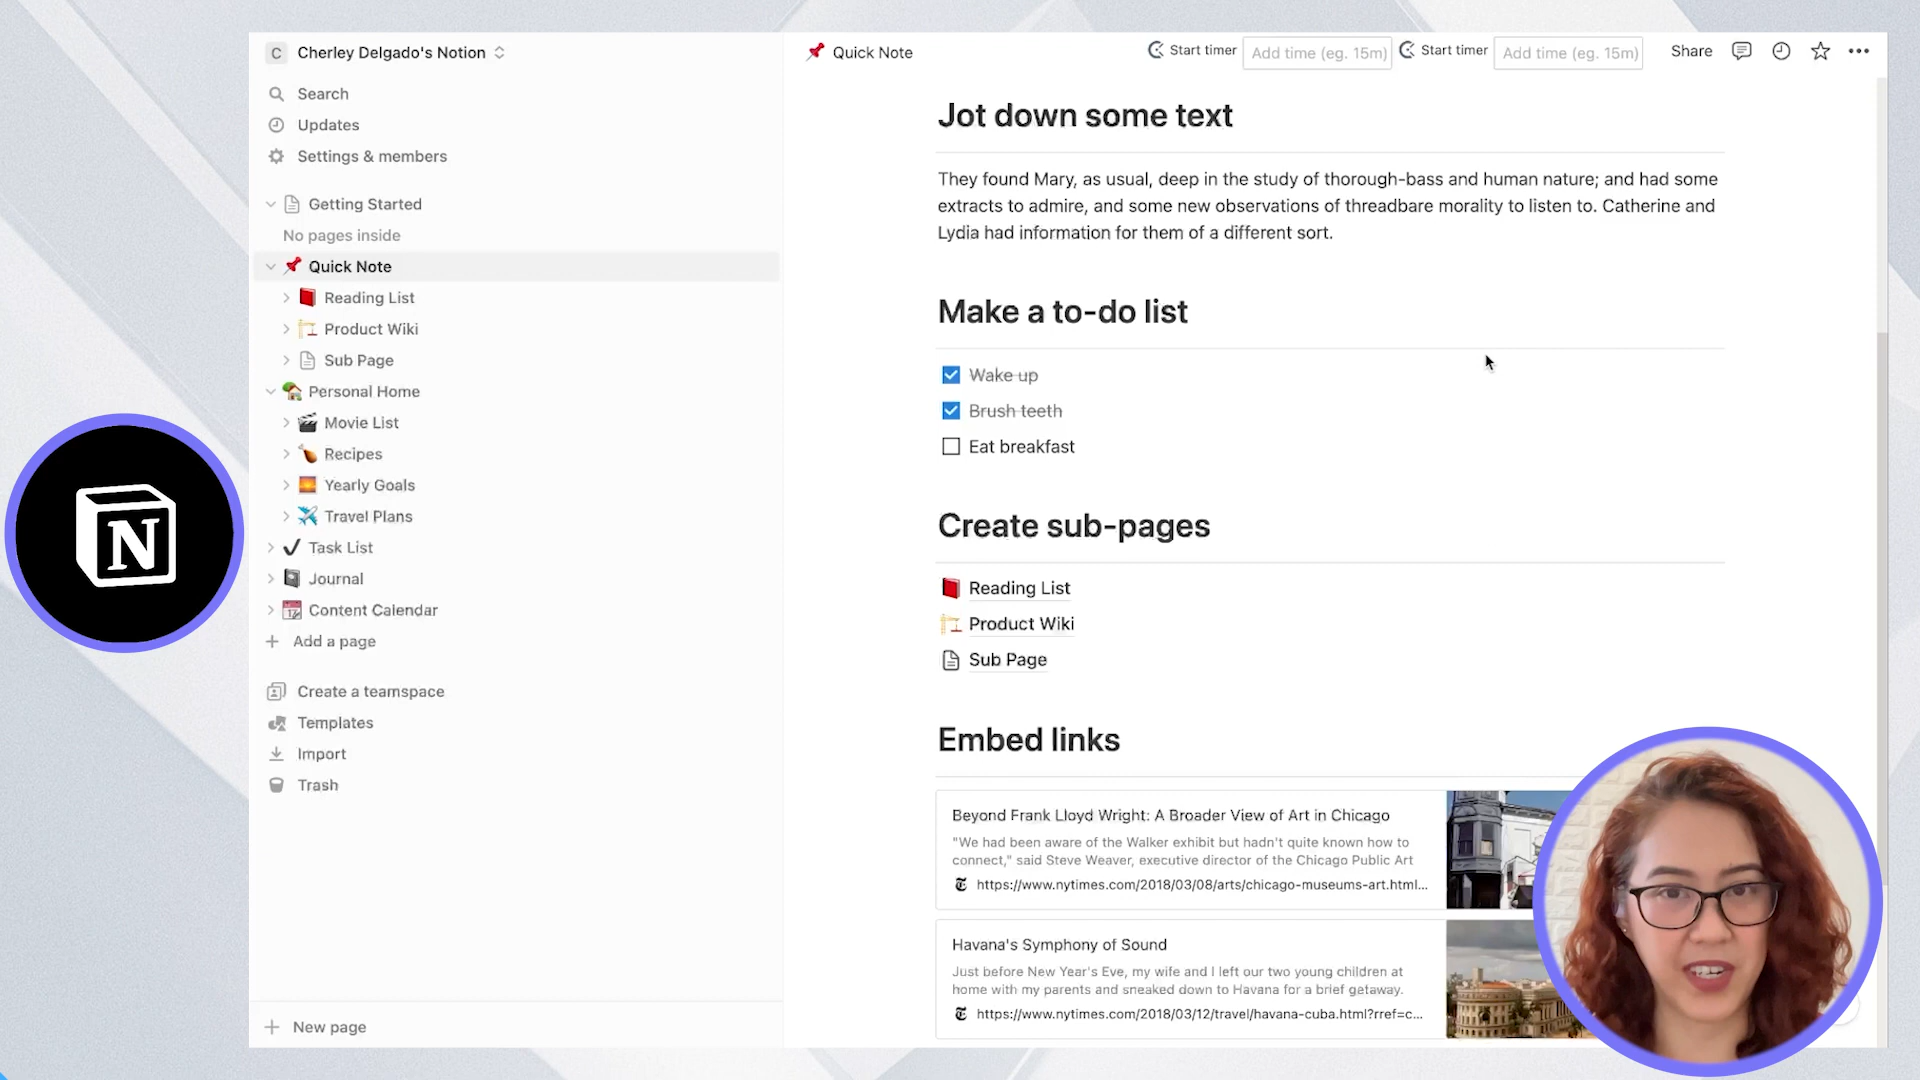 C Cherley Delgado's Notion
Search
Updates
Settings & members
Getting Started
No pages inside
Quick Note
Reading List
Product Wiki
Sub Page
Personal Home
Movie List
Recipes
Yearly Goals
Travel Plans
Task List
Journal
17 Content Calendar
Add a page
Create a teamspace
Templates
Import
Trash
New page
N
Quick Note
Start timer Add time (eg. 15m) Start timer Add time (eg. 15m) Share
Jot down some text
They found Mary, as usual, deep in the study of thorough-bass and human nature; and had some
extracts to admire, and some new observations of threadbare morality to listen to. Catherine and
Lydia had information for them of a different sort.
Make a to-do list
Wake up
Brush teeth
Eat breakfast
Create sub-pages
Reading List
Product Wiki
Sub Page
Embed links
Beyond Frank Lloyd Wright: A Broader View of Art in Chicago
"We had been aware of the Walker exhibit but hadn't quite known how to
connect," said Steve Weaver, executive director of the Chicago Public Art
https://www.nytimes.com/2018/03/08/arts/chicago-museums-art.html...
Havana's Symphony of Sound
Just before New Year's Eve, my wife and I left our two young children at
home with my parents and sneaked down to Havana for a brief getaway.
https://www.nytimes.com/2018/03/12/travel/havana-cuba.html?rref=c...